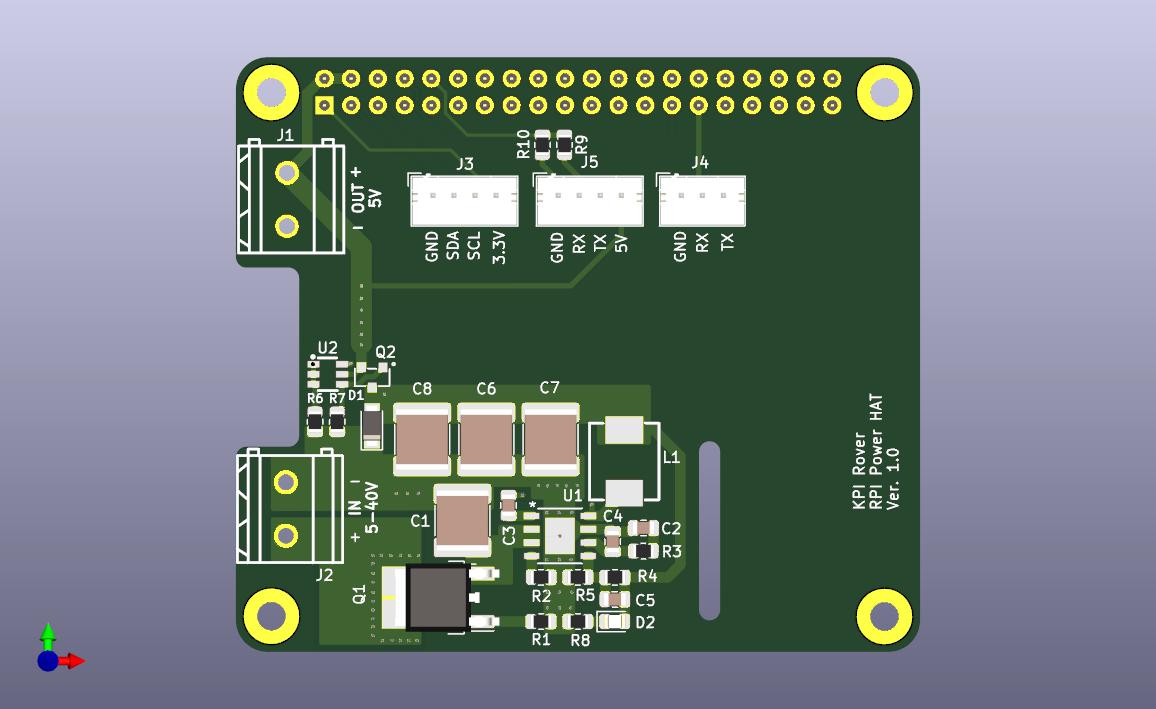 J1
+
OUT
5V
−
R10
R9
J3
J5
J4
GND
SDA
SCL
3.3V
GND
RX
TX
5V
GND
RX
TX
U2
Q2
D1
R6
R7
C8
C6
C7
L1
KPI Rover
RPI Power HAT
Ver. 1.0
−
IN
5-40V
+
J2
C1
C3
*
U1
C4
C2
R3
Q1
R2
R5
R4
C5
R1
R8
D2